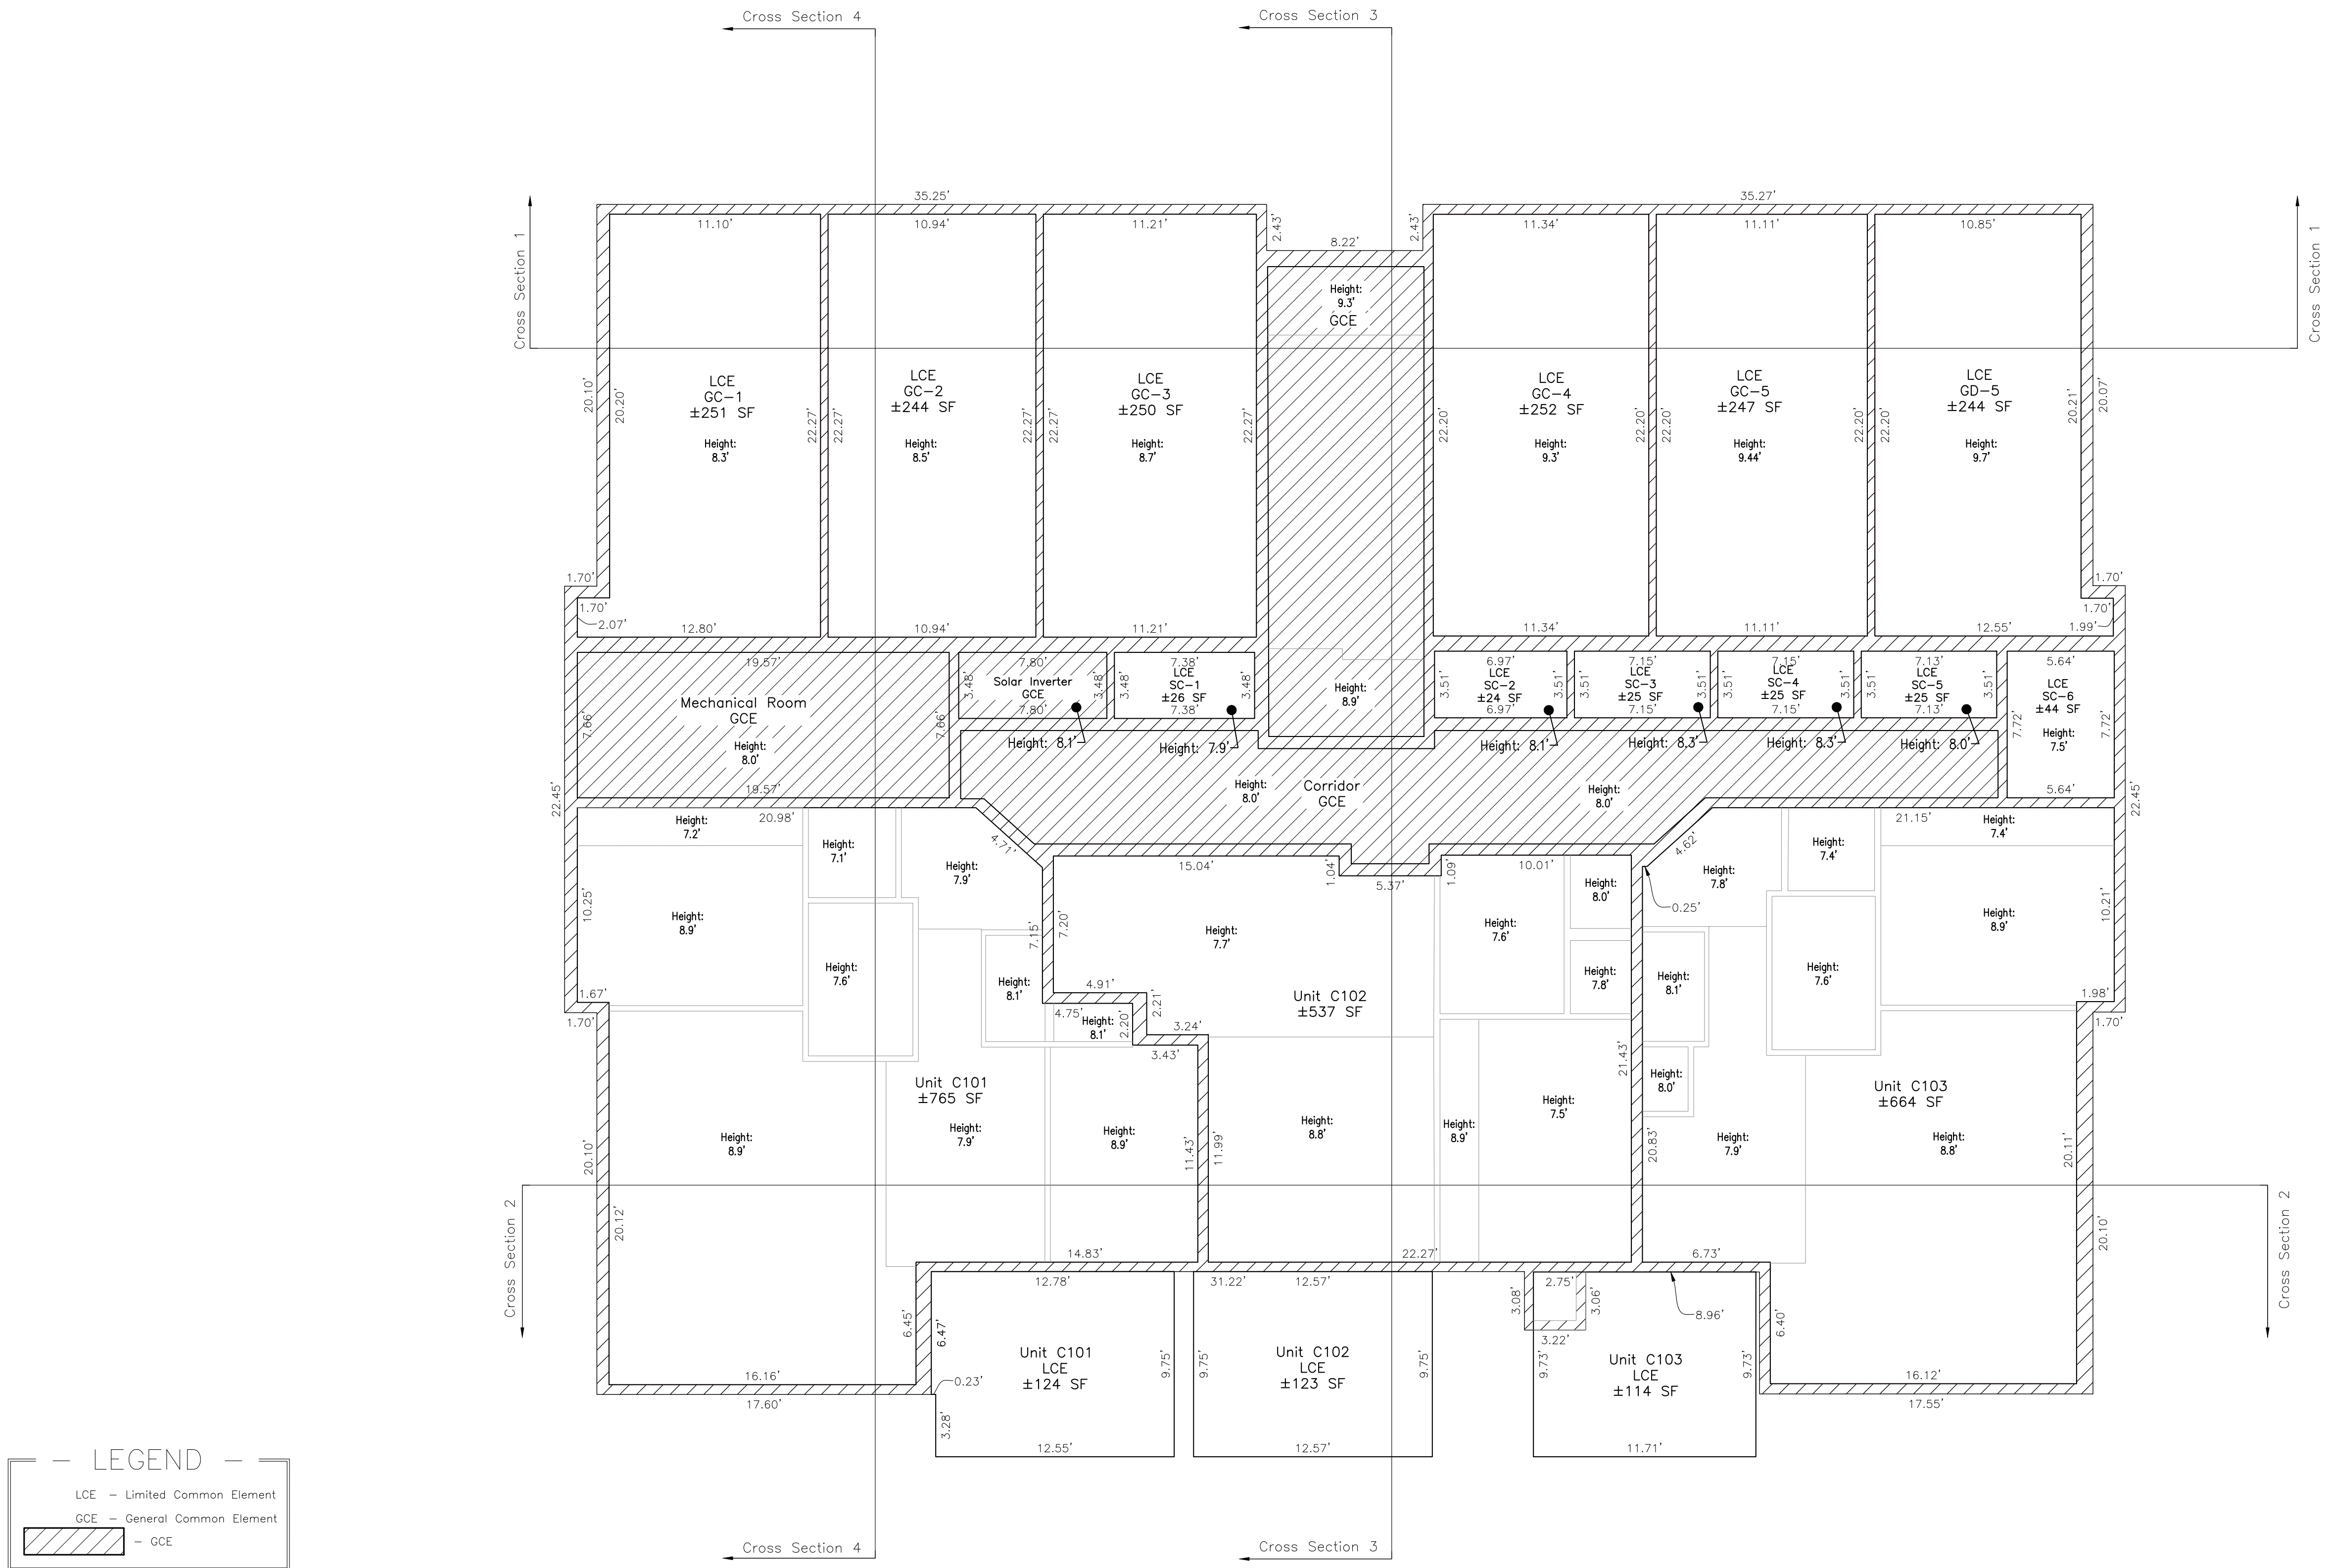 Cross Section 4
Cross Section 3
35.25'
35.27'
11.10'
10.94'
11.21'
2.43'
8.22'
2.43'
11.34'
11.11'
10.85'
Cross Section 1
Cross Section 1
Height:
9.3'
GCE
20.10'
20.20'
LCE
GC-1
±251 SF
Height:
8.3'
22.27'
22.27'
LCE
GC-2
±244 SF
Height:
8.5'
22.27'
22.27'
LCE
GC-3
±250 SF
Height:
8.7'
22.27'
22.20'
LCE
GC-4
±252 SF
Height:
9.3'
22.20'
22.20'
LCE
GC-5
±247 SF
Height:
9.44'
22.20'
22.20'
LCE
GD-5
±244 SF
Height:
9.7'
20.21'
20.07'
1.70'
1.70'
2.07'
12.80'
10.94'
11.21'
11.34'
11.11'
12.55'
1.70'
1.70'
1.99'
19.57'
Mechanical Room
GCE
Height:
8.0'
7.66'
7.66'
19.57'
7.80'
Solar Inverter
GCE
3.48'
3.48'
7.80'
Height: 8.1'
7.38'
LCE
SC-1
±26 SF
3.48'
3.48'
7.38'
Height: 7.9'
Height:
8.9'
6.97'
LCE
SC-2
±24 SF
3.51'
3.51'
6.97'
Height: 8.1'
7.15'
LCE
SC-3
±25 SF
3.51'
3.51'
7.15'
Height: 8.3'
7.15'
LCE
SC-4
±25 SF
3.51'
3.51'
7.15'
Height: 8.3'
7.13'
LCE
SC-5
±25 SF
3.51'
3.51'
7.13'
Height: 8.0'
5.64'
LCE
SC-6
±44 SF
Height:
7.5'
7.72'
7.72'
5.64'
22.45'
22.45'
Height:
8.0'
Corridor
GCE
Height:
8.0'
Height:
7.2'
20.98'
Height:
7.1'
Height:
7.9'
4.71'
15.04'
1.04'
5.37'
1.09'
10.01'
4.62'
0.25'
21.15'
Height:
7.4'
Height:
7.4'
Height:
7.8'
10.25'
Height:
8.9'
Height:
7.6'
7.15'
7.20'
Height:
7.7'
Height:
7.6'
Height:
8.0'
Height:
7.8'
Height:
8.1'
Height:
7.6'
Height:
8.9'
10.21'
1.67'
1.70'
Height:
8.1'
4.91'
4.75'
Height:
8.1'
2.20'
2.21'
3.24'
3.43'
Unit C102
±537 SF
21.43'
Height:
8.0'
1.98'
1.70'
Unit C101
±765 SF
Height:
7.9'
Height:
8.9'
Height:
8.9'
11.43'
11.99'
Height:
8.8'
Height:
8.9'
Height:
7.5'
20.83'
Height:
7.9'
Unit C103
±664 SF
Height:
8.8'
20.10'
20.12'
20.11'
20.10'
Cross Section 2
Cross Section 2
14.83'
22.27'
6.73'
12.78'
31.22'
12.57'
2.75'
3.08'
3.06'
3.22'
8.96'
6.45'
6.47'
6.40'
Unit C101
LCE
±124 SF
9.75'
9.75'
Unit C102
LCE
±123 SF
9.75'
9.73'
Unit C103
LCE
±114 SF
9.73'
16.16'
17.60'
0.23'
3.28'
12.55'
12.57'
11.71'
16.12'
17.55'
Cross Section 4
Cross Section 3
— LEGEND —
LCE – Limited Common Element
GCE – General Common Element
– GCE